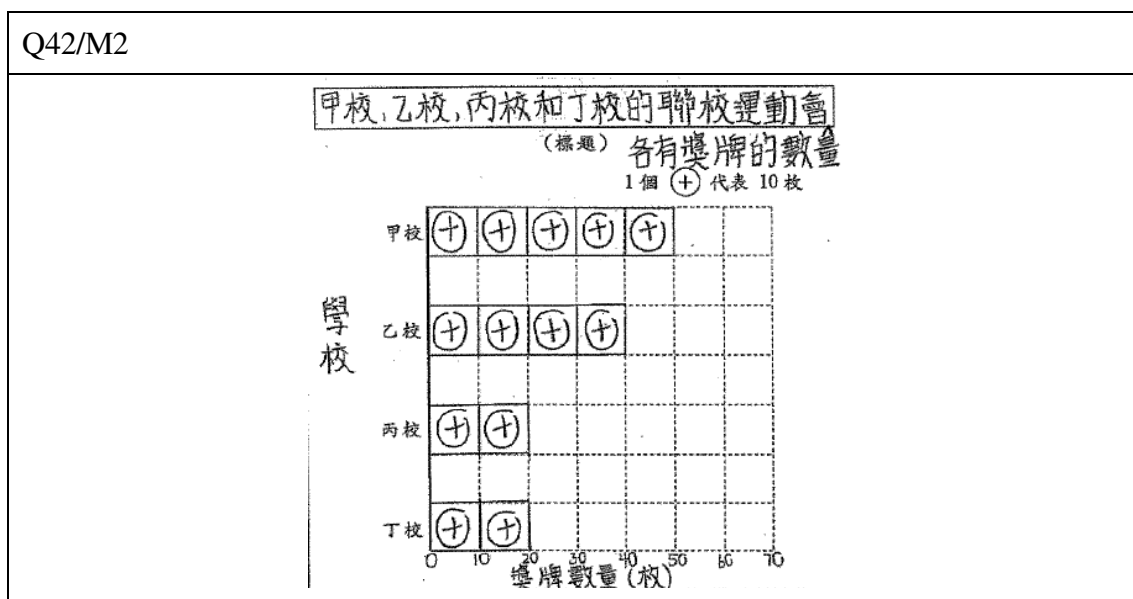 Q42/M2
甲校、乙校,丙校和丁校的聯校運動會
(標題) 各有獎牌的數量
1 個 ⊕ 代表 10 枚
甲校
乙校
學校
丙校
丁校
0 10 20 30 40 50 60 70
獎牌數量(枚)